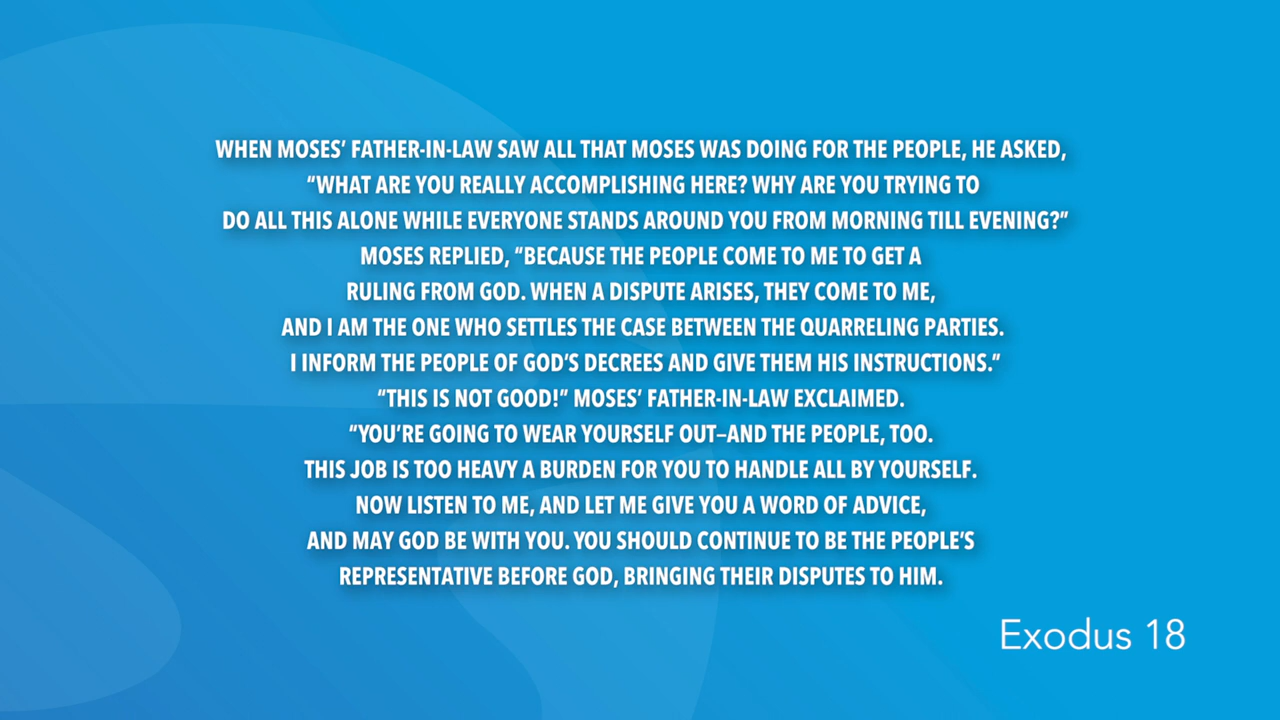 WHEN MOSES’ FATHER-IN-LAW SAW ALL THAT MOSES WAS DOING FOR THE PEOPLE, HE ASKED,
“WHAT ARE YOU REALLY ACCOMPLISHING HERE? WHY ARE YOU TRYING TO
DO ALL THIS ALONE WHILE EVERYONE STANDS AROUND YOU FROM MORNING TILL EVENING?”
MOSES REPLIED, “BECAUSE THE PEOPLE COME TO ME TO GET A
RULING FROM GOD. WHEN A DISPUTE ARISES, THEY COME TO ME,
AND I AM THE ONE WHO SETTLES THE CASE BETWEEN THE QUARRELING PARTIES.
I INFORM THE PEOPLE OF GOD’S DECREES AND GIVE THEM HIS INSTRUCTIONS.”
“THIS IS NOT GOOD!” MOSES’ FATHER-IN-LAW EXCLAIMED.
“YOU’RE GOING TO WEAR YOURSELF OUT–AND THE PEOPLE, TOO.
THIS JOB IS TOO HEAVY A BURDEN FOR YOU TO HANDLE ALL BY YOURSELF.
NOW LISTEN TO ME, AND LET ME GIVE YOU A WORD OF ADVICE,
AND MAY GOD BE WITH YOU. YOU SHOULD CONTINUE TO BE THE PEOPLE’S
REPRESENTATIVE BEFORE GOD, BRINGING THEIR DISPUTES TO HIM.
Exodus 18